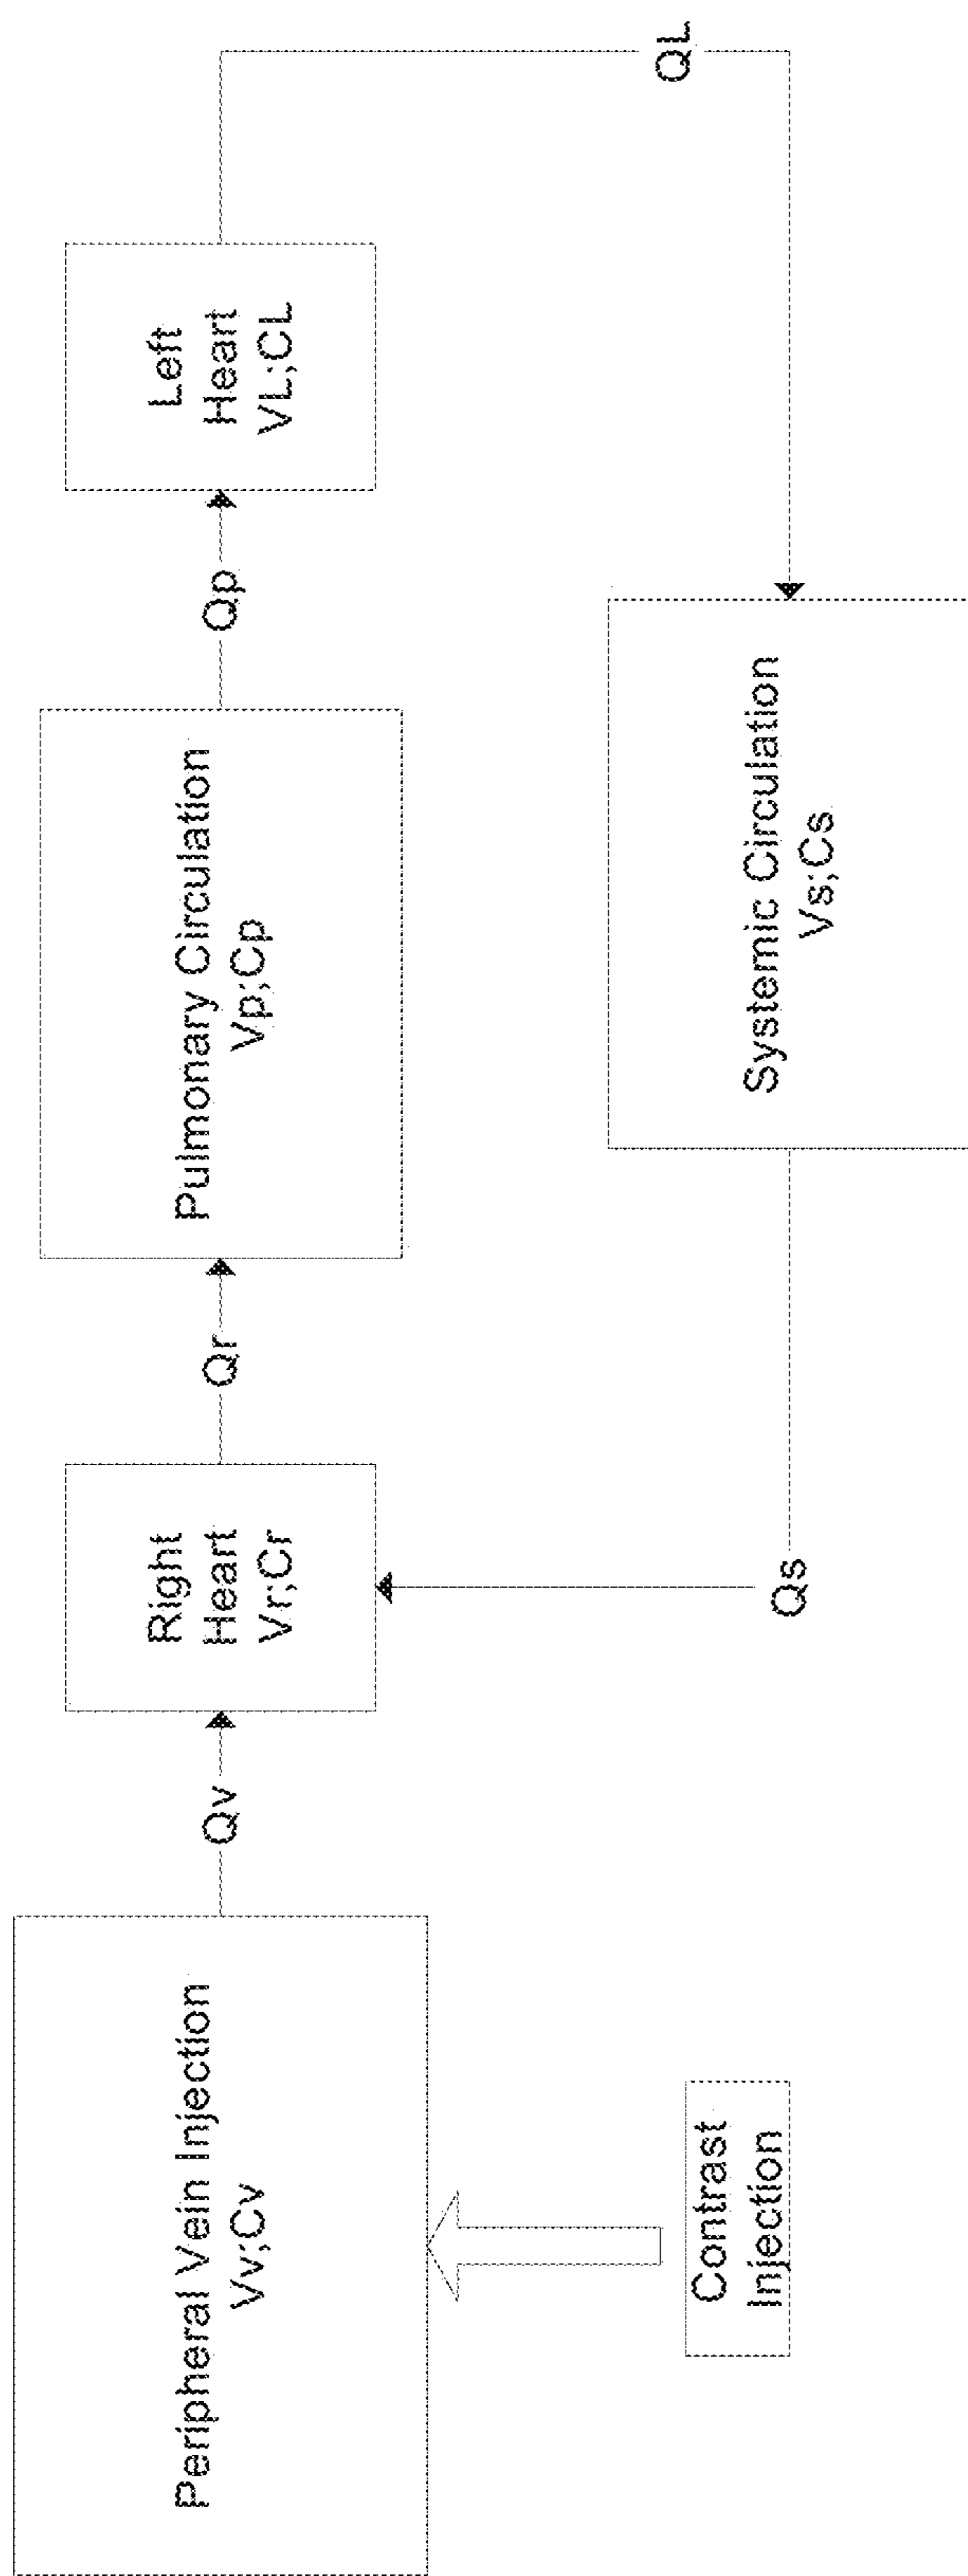 Peripheral Vein Injection
Vv;Cv
Qv
Right
Heart
Vr;Cr
Qr
Pulmonary Circulation
Vp;Cp
Qp
Left
Heart
VL;CL
QL
Contrast
Injection
Qs
Systemic Circulation
Vs;Cs